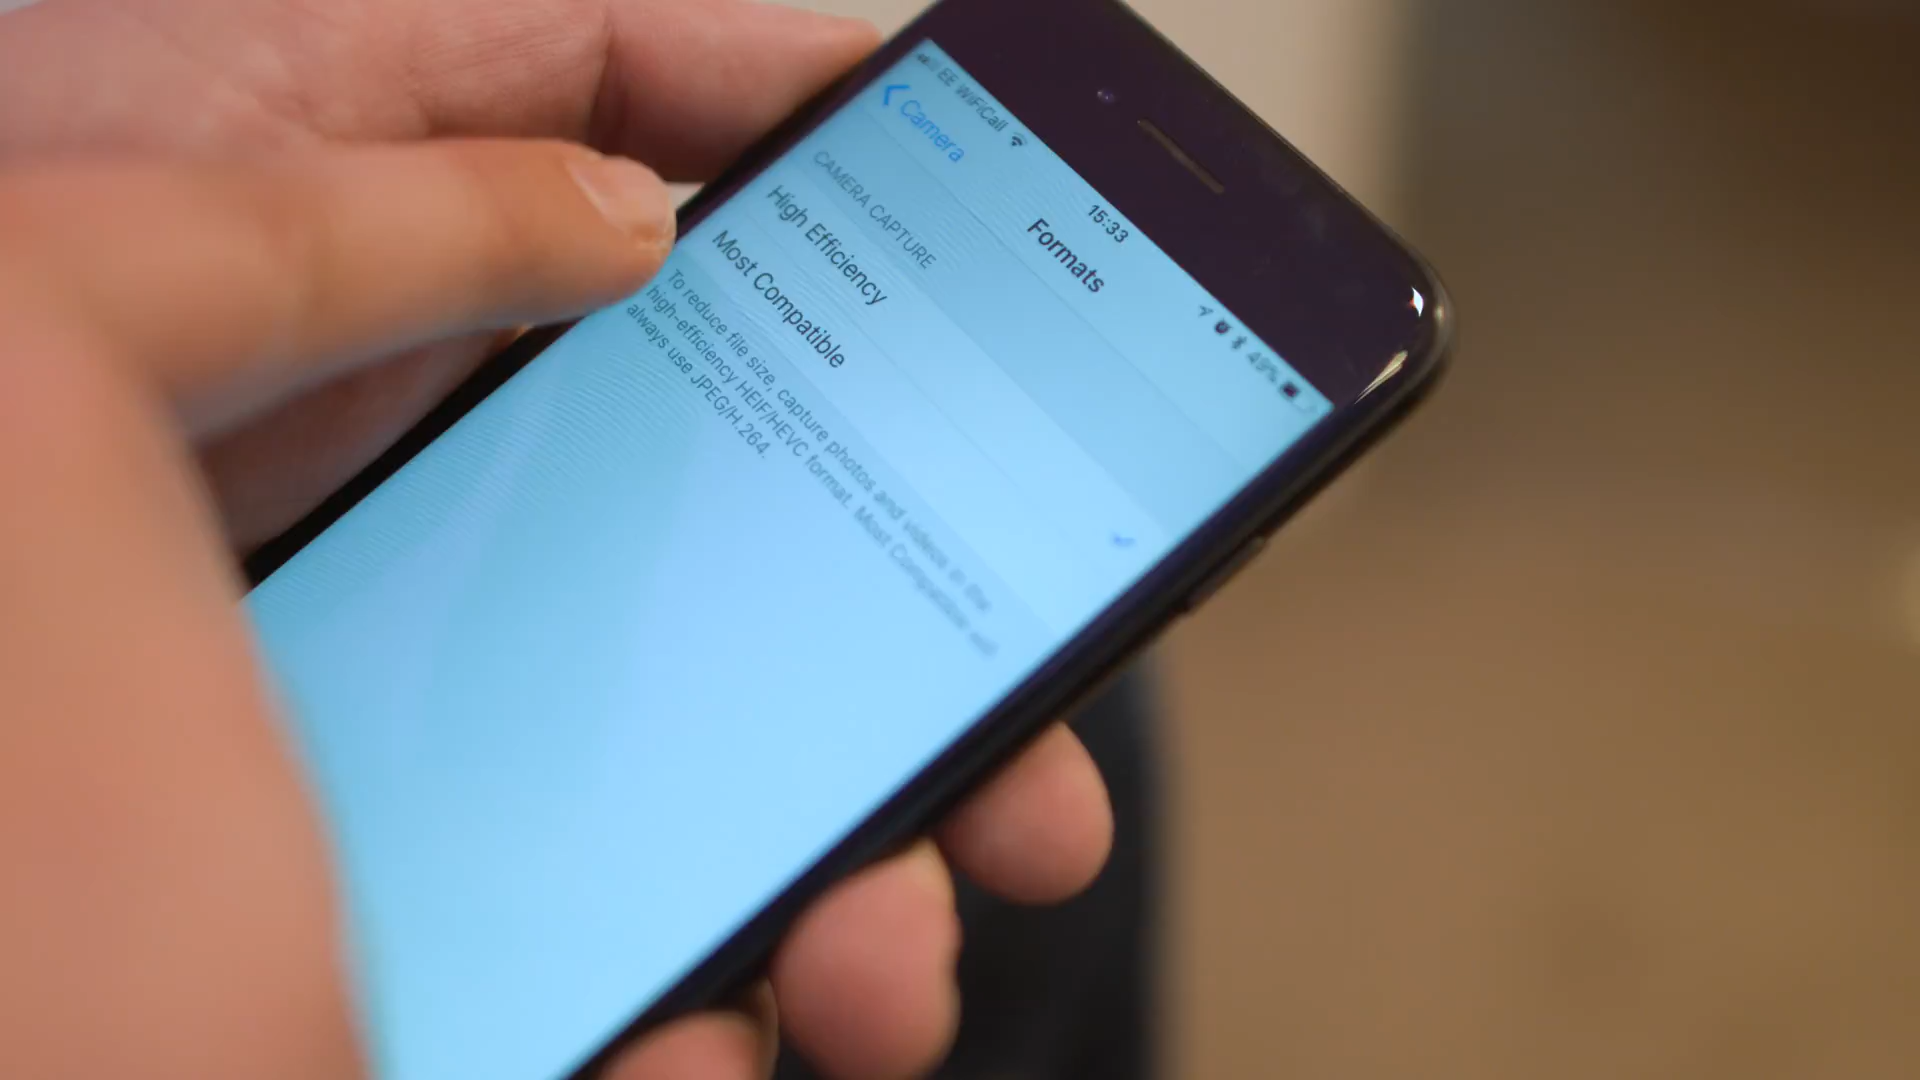 EE WiFiCall 15:33 49%
Camera Formats
CAMERA CAPTURE
High Efficiency
Most Compatible
To reduce file size, capture photos and videos in the
high-efficiency HEIF/HEVC format. Most Compatible will
always use JPEG/H.264.